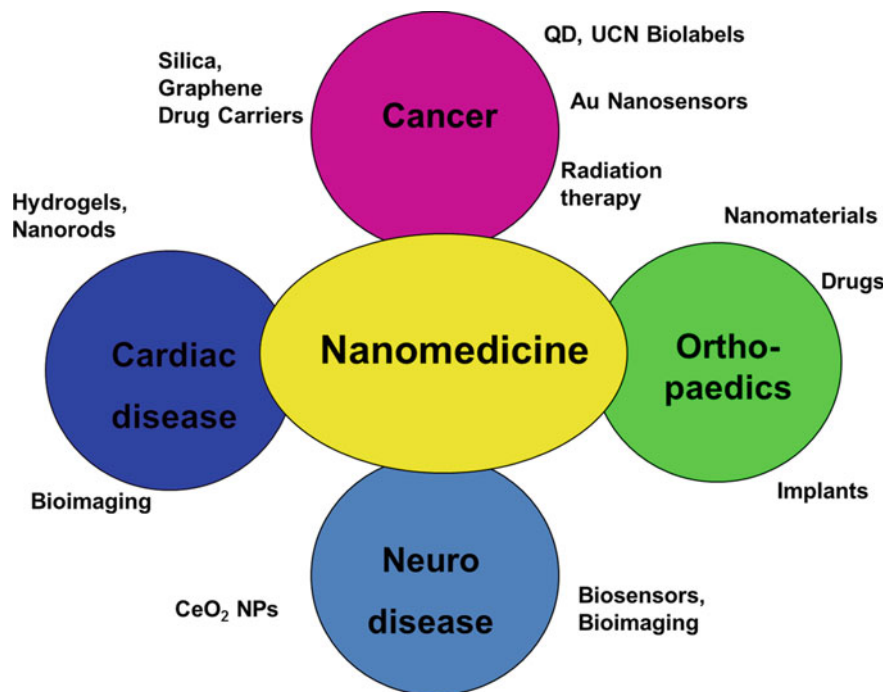 QD, UCN Biolabels
Silica,
Graphene
Drug Carriers
Cancer
Au Nanosensors
Radiation
therapy
Hydrogels,
Nanorods
Nanomaterials
Drugs
Cardiac
disease
Nanomedicine
Ortho-
paedics
Bioimaging
Implants
Neuro
disease
CeO₂ NPs
Biosensors,
Bioimaging